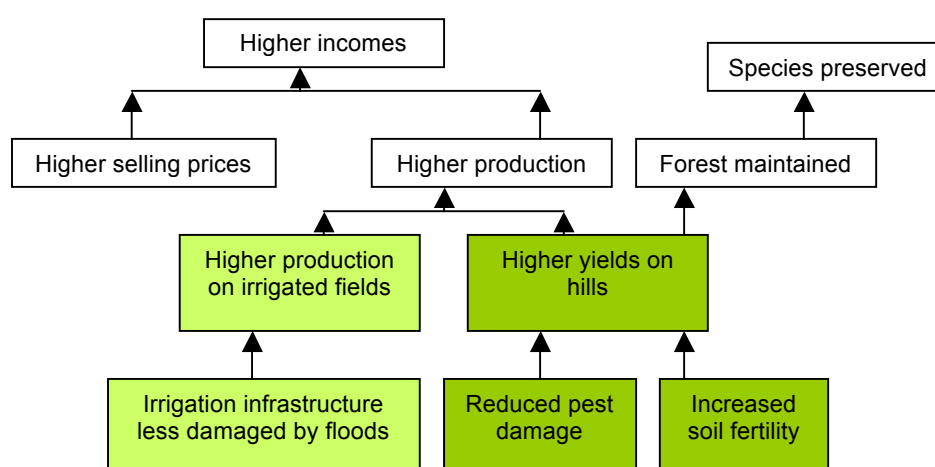 Higher incomes
Species preserved
Higher selling prices
Higher production
Forest maintained
Higher production
on irrigated fields
Higher yields on
hills
Irrigation infrastructure
less damaged by floods
Reduced pest
damage
Increased
soil fertility